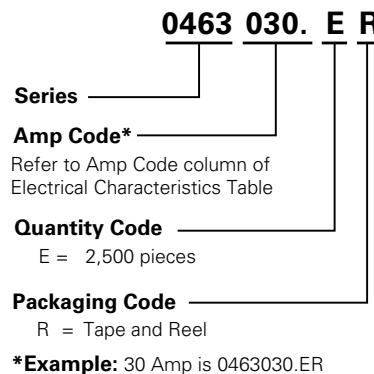 0463 030. E R
Series
Amp Code*
Refer to Amp Code column of
Electrical Characteristics Table
Quantity Code
E = 2,500 pieces
Packaging Code
R = Tape and Reel
*Example: 30 Amp is 0463030.ER